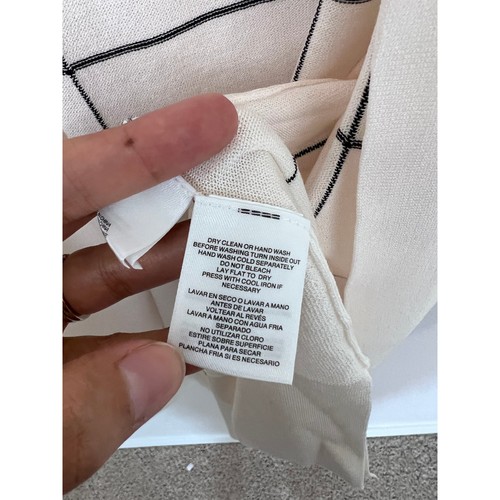 DRY CLEAN OR HAND WASH
BEFORE WASHING TURN INSIDE OUT
HAND WASH COLD SEPARATELY
DO NOT BLEACH
LAY FLAT TO DRY
PRESS WITH COOL IRON IF
NECESSARY
LAVAR EN SECO O LAVAR A MANO
ANTES DE LAVAR
VOLTEAR AL REVÉS
LAVAR A MANO CON AGUA FRIA
SEPARADO
NO UTILIZAR CLORO
ESTIRE SOBRE SUPERFICIE
PLANA PARA SECAR
PLANCHA FRIA SI ES NECESARIO